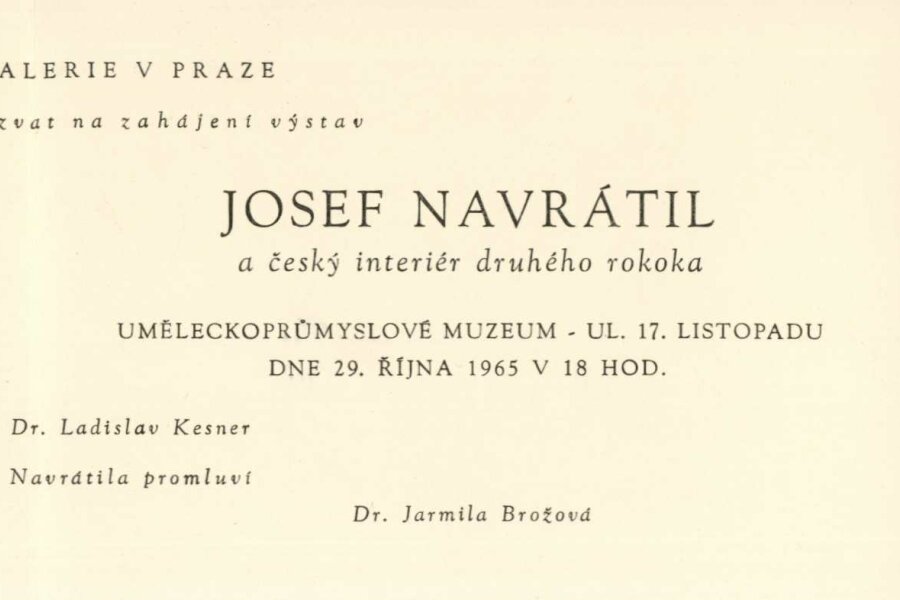 ALERIE V PRAZE
zvat na zahájení výstav
JOSEF NAVRÁTIL
a český interiér druhého rokoka
UMĚLECKOPRŮMYSLOVÉ MUZEUM - UL. 17. LISTOPADU
DNE 29. ŘÍJNA 1965 V 18 HOD.
Dr. Ladislav Kesner
Navrátila promluví
Dr. Jarmila Brožová